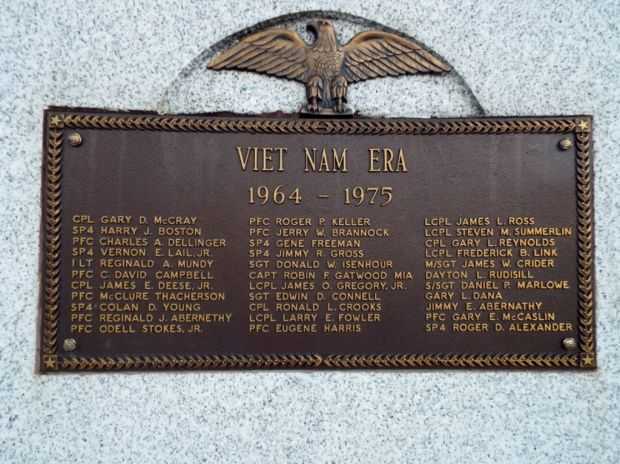 VIET NAM ERA
1964 - 1975
CPL GARY D. McCRAY
SP4 HARRY J. BOSTON
PFC CHARLES A. DELLINGER
SP4 VERNON E. LAIL, JR.
1 LT REGINALD A. MUNDY
PFC C. DAVID CAMPBELL
CPL JAMES E. DEESE, JR.
PFC McCLURE THACHERSON
SP4 COLAN D. YOUNG
PFC REGINALD J. ABERNETHY
PFC ODELL STOKES, JR.
PFC ROGER P. KELLER
PFC JERRY W. BRANNOCK
SP4 GENE FREEMAN
SP4 JIMMY R. GROSS
SGT DONALD W. ISENHOUR
CAPT ROBIN P. GATWOOD MIA
LCPL JAMES O. GREGORY, JR.
SGT EDWIN D. CONNELL
CPL RONALD L. CROOKS
LCPL LARRY E. FOWLER
PFC EUGENE HARRIS
LCPL JAMES L. ROSS
LCPL STEVEN M. SUMMERLIN
CPL GARY L. REYNOLDS
LCPL FREDERICK B. LINK
M/SGT JAMES W. CRIDER
DAYTON L. RUDISILL
S/SGT DANIEL P. MARLOWE
GARY L. DANA
JIMMY E. ABERNATHY
PFC GARY E. McCASLIN
SP4 ROGER D. ALEXANDER